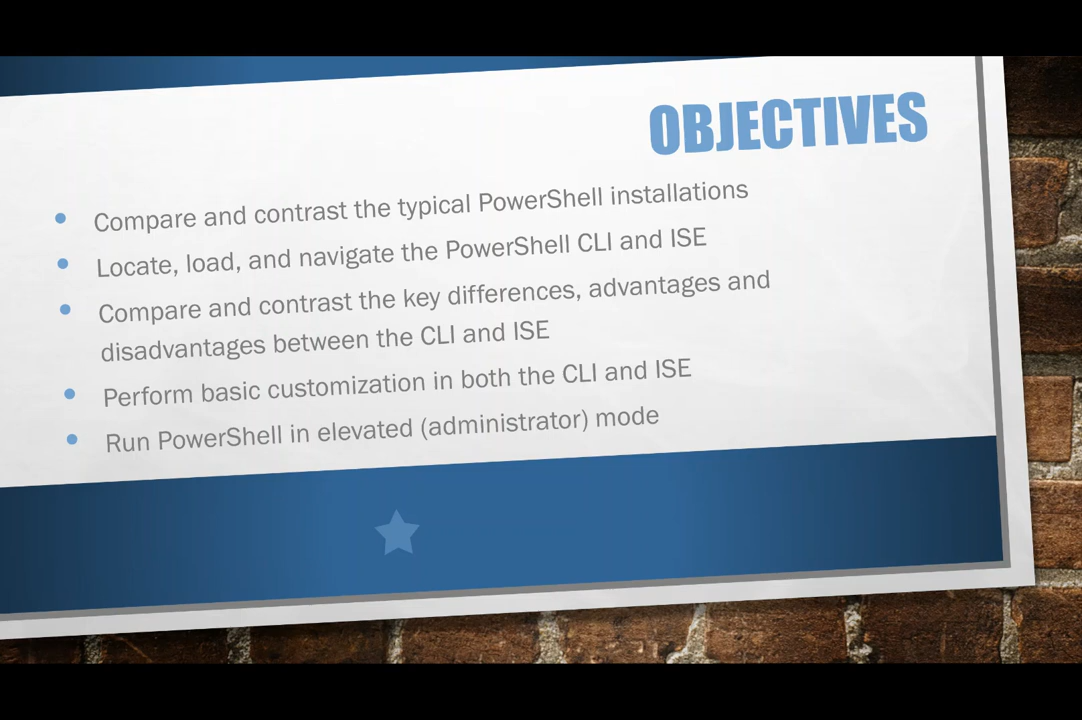 OBJECTIVES
• Compare and contrast the typical PowerShell installations
• Locate, load, and navigate the PowerShell CLI and ISE
• Compare and contrast the key differences, advantages and
disadvantages between the CLI and ISE
• Perform basic customization in both the CLI and ISE
• Run PowerShell in elevated (administrator) mode